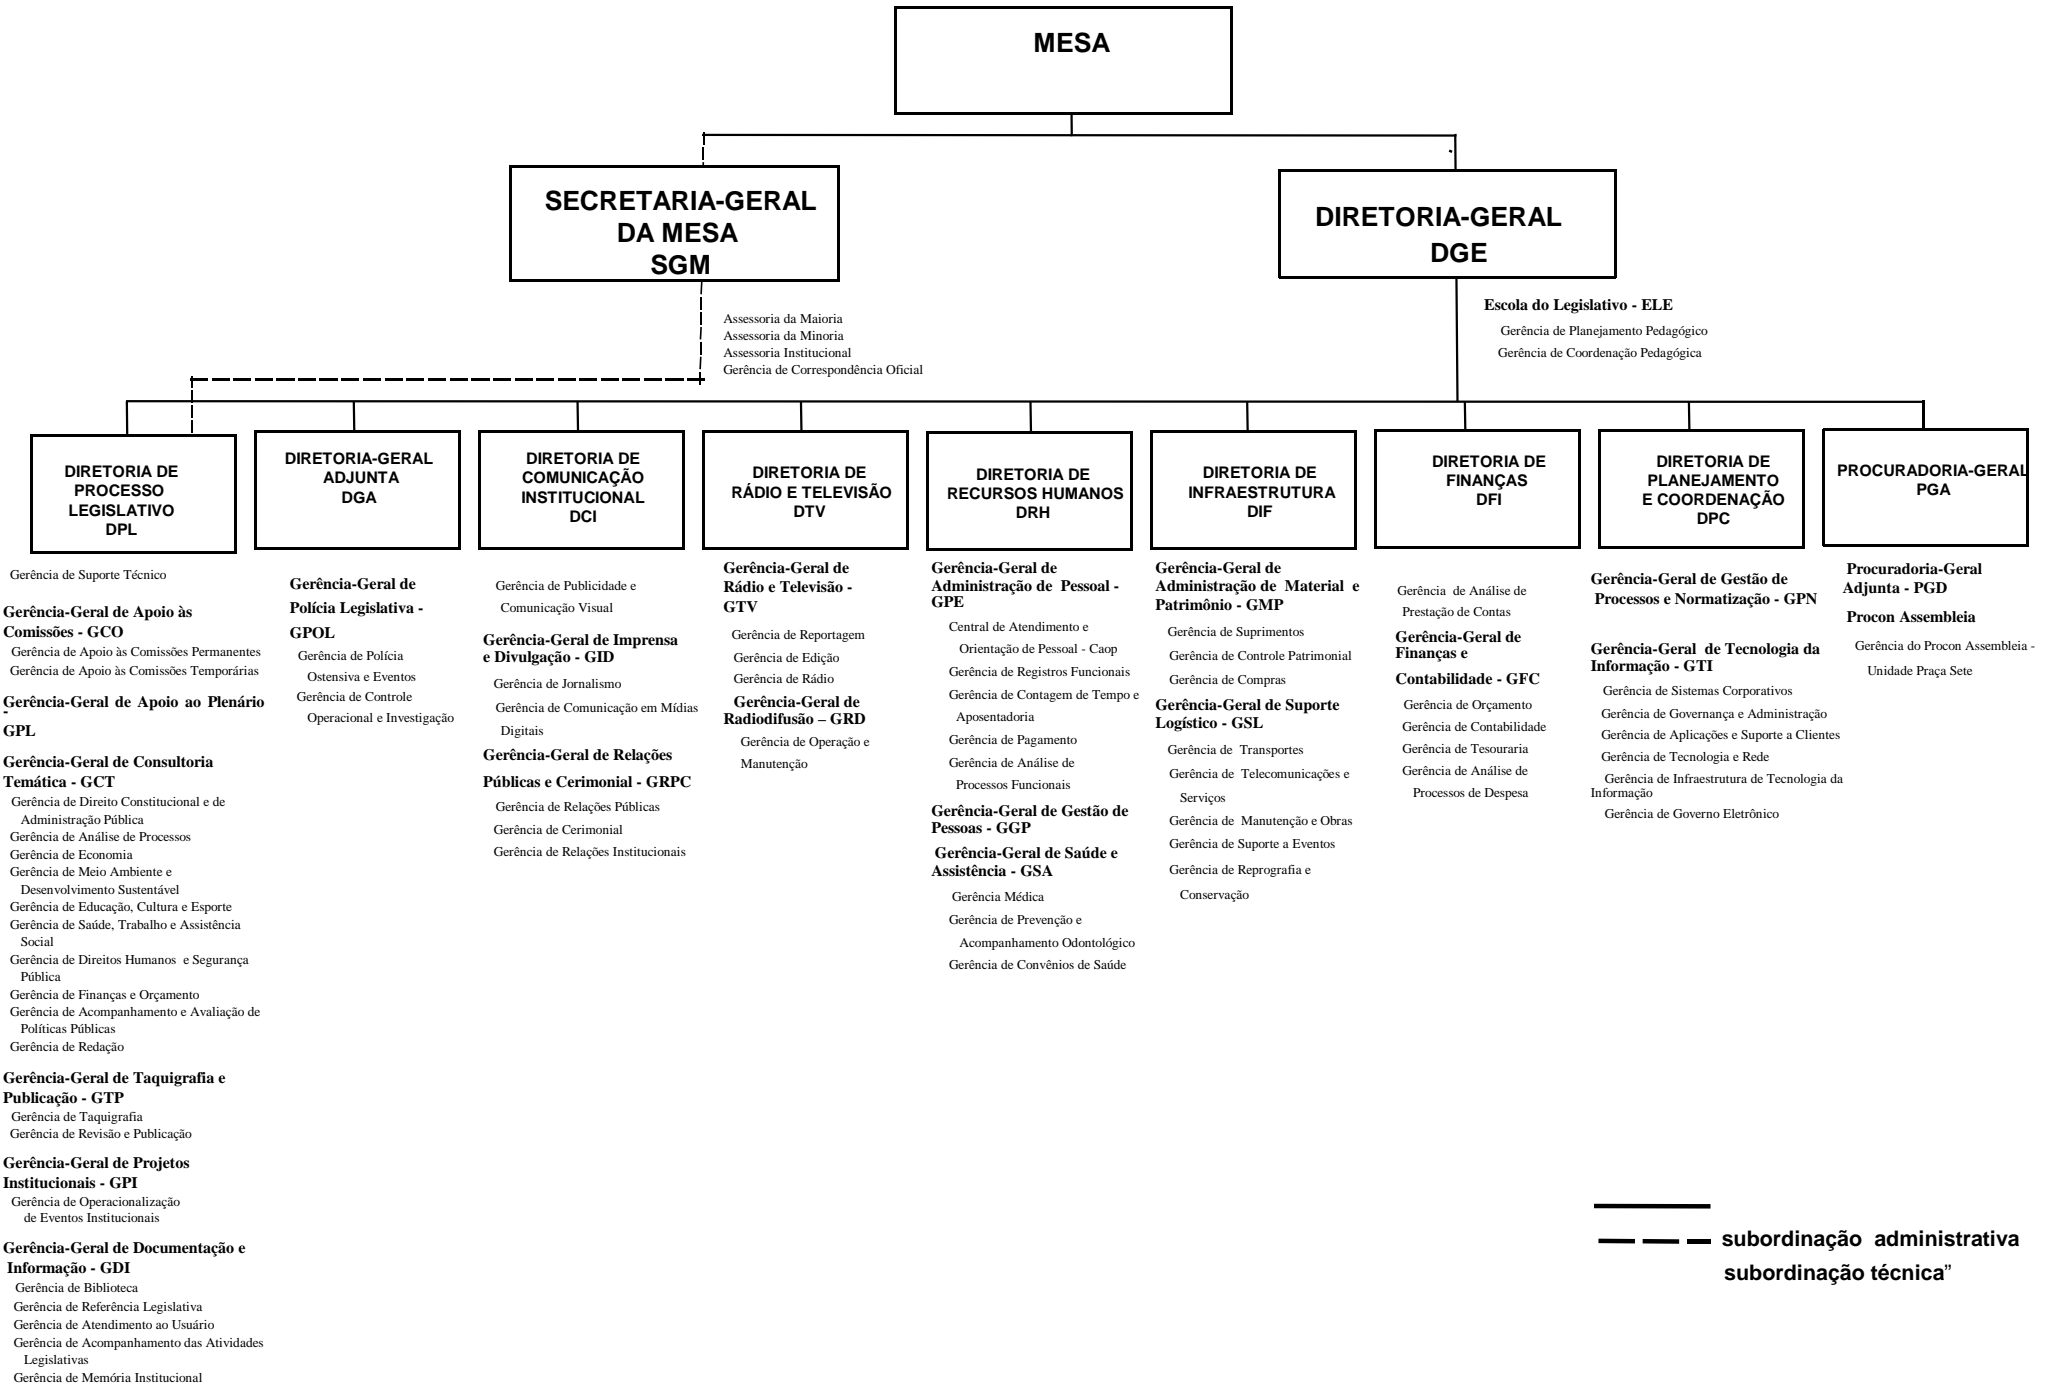 MESA
SECRETARIA-GERAL
DA MESA
SGM
DIRETORIA-GERAL
DGE
Assessoria da Maioria
Assessoria da Minoria
Assessoria Institucional
Gerência de Correspondência Oficial
Escola do Legislativo - ELE
Gerência de Planejamento Pedagógico
Gerência de Coordenação Pedagógica
DIRETORIA DE
PROCESSO
LEGISLATIVO
DPL
Gerência de Suporte Técnico
Gerência-Geral de Apoio às
Comissões - GCO
Gerência de Apoio às Comissões Permanentes
Gerência de Apoio às Comissões Temporárias
Gerência-Geral de Apoio ao Plenário
-
GPL
Gerência-Geral de Consultoria
Temática - GCT
Gerência de Direito Constitucional e de
Administração Pública
Gerência de Análise de Processos
Gerência de Economia
Gerência de Meio Ambiente e
Desenvolvimento Sustentável
Gerência de Educação, Cultura e Esporte
Gerência de Saúde, Trabalho e Assistência
Social
Gerência de Direitos Humanos e Segurança
Pública
Gerência de Finanças e Orçamento
Gerência de Acompanhamento e Avaliação de
Políticas Públicas
Gerência de Redação
Gerência-Geral de Taquigrafia e
Publicação - GTP
Gerência de Taquigrafia
Gerência de Revisão e Publicação
Gerência-Geral de Projetos
Institucionais - GPI
Gerência de Operacionalização
de Eventos Institucionais
Gerência-Geral de Documentação e
Informação - GDI
Gerência de Biblioteca
Gerência de Referência Legislativa
Gerência de Atendimento ao Usuário
Gerência de Acompanhamento das Atividades
Legislativas
Gerência de Memória Institucional
DIRETORIA-GERAL
ADJUNTA
DGA
Gerência-Geral de
Polícia Legislativa -
GPOL
Gerência de Polícia
Ostensiva e Eventos
Gerência de Controle
Operacional e Investigação
DIRETORIA DE
COMUNICAÇÃO
INSTITUCIONAL
DCI
Gerência de Publicidade e
Comunicação Visual
Gerência-Geral de Imprensa
e Divulgação - GID
Gerência de Jornalismo
Gerência de Comunicação em Mídias
Digitais
Gerência-Geral de Relações
Públicas e Cerimonial - GRPC
Gerência de Relações Públicas
Gerência de Cerimonial
Gerência de Relações Institucionais
DIRETORIA DE
RÁDIO E TELEVISÃO
DTV
Gerência-Geral de
Rádio e Televisão -
GTV
Gerência de Reportagem
Gerência de Edição
Gerência de Rádio
Gerência-Geral de
Radiodifusão – GRD
Gerência de Operação e
Manutenção
DIRETORIA DE
RECURSOS HUMANOS
DRH
Gerência-Geral de
Administração de Pessoal -
GPE
Central de Atendimento e
Orientação de Pessoal - Caop
Gerência de Registros Funcionais
Gerência de Contagem de Tempo e
Aposentadoria
Gerência de Pagamento
Gerência de Análise de
Processos Funcionais
Gerência-Geral de Gestão de
Pessoas - GGP
Gerência-Geral de Saúde e
Assistência - GSA
Gerência Médica
Gerência de Prevenção e
Acompanhamento Odontológico
Gerência de Convênios de Saúde
DIRETORIA DE
INFRAESTRUTURA
DIF
Gerência-Geral de
Administração de Material e
Patrimônio - GMP
Gerência de Suprimentos
Gerência de Controle Patrimonial
Gerência de Compras
Gerência-Geral de Suporte
Logístico - GSL
Gerência de Transportes
Gerência de Telecomunicações e
Serviços
Gerência de Manutenção e Obras
Gerência de Suporte a Eventos
Gerência de Reprografia e
Conservação
DIRETORIA DE
FINANÇAS
DFI
Gerência de Análise de
Prestação de Contas
Gerência-Geral de
Finanças e
Contabilidade - GFC
Gerência de Orçamento
Gerência de Contabilidade
Gerência de Tesouraria
Gerência de Análise de
Processos de Despesa
DIRETORIA DE
PLANEJAMENTO
E COORDENAÇÃO
DPC
Gerência-Geral de Gestão de
Processos e Normatização - GPN
Gerência-Geral de Tecnologia da
Informação - GTI
Gerência de Sistemas Corporativos
Gerência de Governança e Administração
Gerência de Aplicações e Suporte a Clientes
Gerência de Tecnologia e Rede
Gerência de Infraestrutura de Tecnologia da
Informação
Gerência de Governo Eletrônico
PROCURADORIA-GERAL
PGA
Procuradoria-Geral
Adjunta - PGD
Procon Assembleia
Gerência do Procon Assembleia -
Unidade Praça Sete
subordinação administrativa
subordinação técnica”